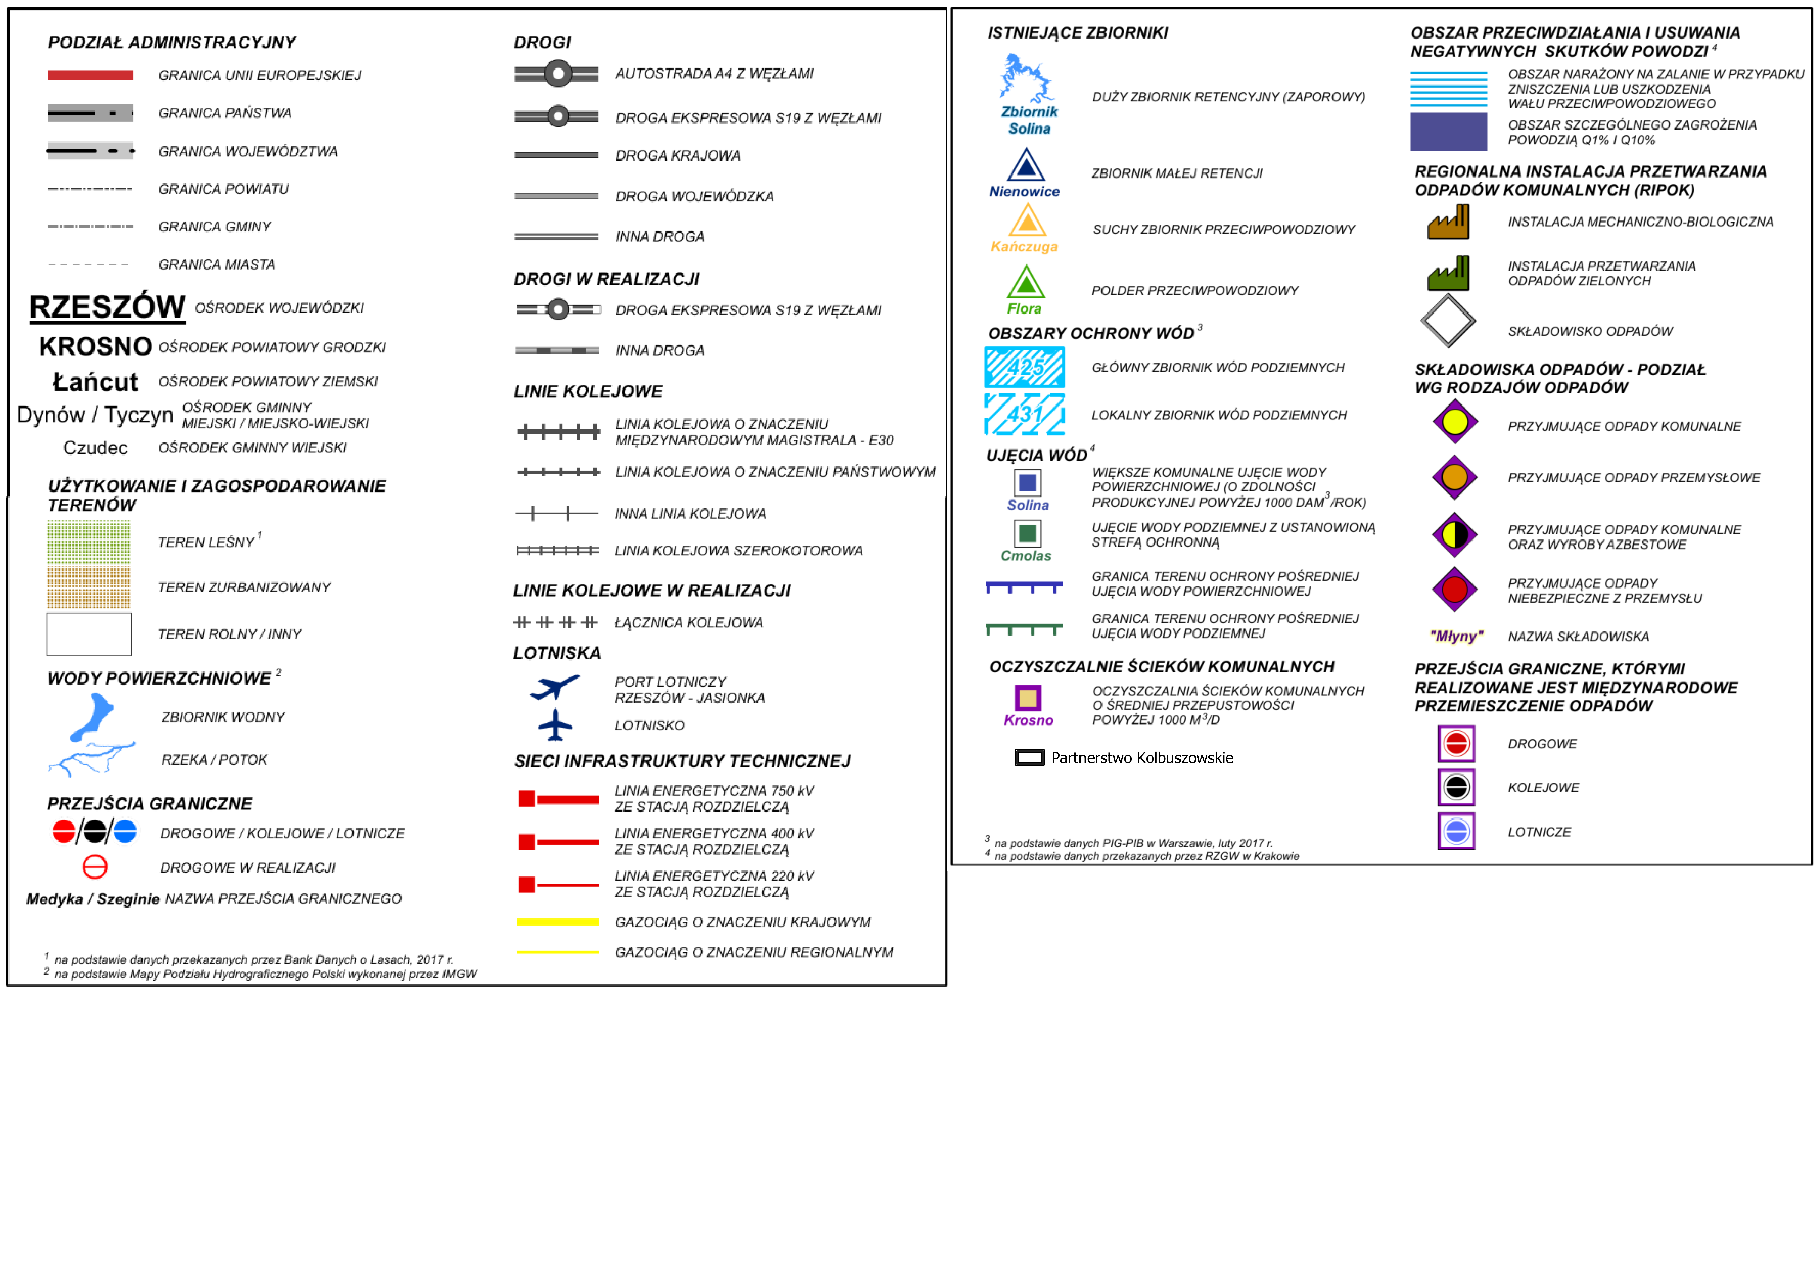 PODZIAŁ ADMINISTRACYJNY
GRANICA UNII EUROPEJSKIEJ
GRANICA PAŃSTWA
GRANICA WOJEWÓDZTWA
GRANICA POWIATU
GRANICA GMINY
GRANICA MIASTA
RZESZÓW OŚRODEK WOJEWÓDZKI
KROSNO OŚRODEK POWIATOWY GRODZKI
Łańcut OŚRODEK POWIATOWY ZIEMSKI
Dynów / Tyczyn OŚRODEK GMINNY
MIEJSKI / MIEJSKO-WIEJSKI
Czudec OŚRODEK GMINNY WIEJSKI
UŻYTKOWANIE I ZAGOSPODAROWANIE
TERENÓW
TEREN LEŚNY 1
TEREN ZURBANIZOWANY
TEREN ROLNY / INNY
WODY POWIERZCHNIOWE 2
ZBIORNIK WODNY
RZEKA / POTOK
PRZEJŚCIA GRANICZNE
DROGOWE / KOLEJOWE / LOTNICZE
DROGOWE W REALIZACJI
Medyka / Szeginie NAZWA PRZEJŚCIA GRANICZNEGO
1 na podstawie danych przekazanych przez Bank Danych o Lasach, 2017 r.
2 na podstawie Mapy Podziału Hydrograficznego Polski wykonanej przez IMGW
DROGI
AUTOSTRADA A4 Z WĘZŁAMI
DROGA EKSPRESOWA S19 Z WĘZŁAMI
DROGA KRAJOWA
DROGA WOJEWÓDZKA
INNA DROGA
DROGI W REALIZACJI
DROGA EKSPRESOWA S19 Z WĘZŁAMI
INNA DROGA
LINIE KOLEJOWE
LINIA KOLEJOWA O ZNACZENIU
MIĘDZYNARODOWYM MAGISTRALA - E30
LINIA KOLEJOWA O ZNACZENIU PAŃSTWOWYM
INNA LINIA KOLEJOWA
LINIA KOLEJOWA SZEROKOTOROWA
LINIE KOLEJOWE W REALIZACJI
ŁĄCZNICA KOLEJOWA
LOTNISKA
PORT LOTNICZY
RZESZÓW - JASIONKA
LOTNISKO
SIECI INFRASTRUKTURY TECHNICZNEJ
LINIA ENERGETYCZNA 750 kV
ZE STACJĄ ROZDZIELCZĄ
LINIA ENERGETYCZNA 400 kV
ZE STACJĄ ROZDZIELCZĄ
LINIA ENERGETYCZNA 220 kV
ZE STACJĄ ROZDZIELCZĄ
GAZOCIĄG O ZNACZENIU KRAJOWYM
GAZOCIĄG O ZNACZENIU REGIONALNYM
ISTNIEJĄCE ZBIORNIKI
Zbiornik
Solina
DUŻY ZBIORNIK RETENCYJNY (ZAPOROWY)
ZBIORNIK MAŁEJ RETENCJI
Nienowice
SUCHY ZBIORNIK PRZECIWPOWODZIOWY
Kańczuga
POLDER PRZECIWPOWODZIOWY
Flora
OBSZARY OCHRONY WÓD 3
425 GŁÓWNY ZBIORNIK WÓD PODZIEMNYCH
431 LOKALNY ZBIORNIK WÓD PODZIEMNYCH
UJĘCIA WÓD 4
WIĘKSZE KOMUNALNE UJĘCIE WODY
POWIERZCHNIOWEJ (O ZDOLNOŚCI
PRODUKCYJNEJ POWYŻEJ 1000 DAM3/ROK)
Solina
UJĘCIE WODY PODZIEMNEJ Z USTANOWIONĄ
STREFĄ OCHRONNĄ
Cmolas
GRANICA TERENU OCHRONY POŚREDNIEJ
UJĘCIA WODY POWIERZCHNIOWEJ
GRANICA TERENU OCHRONY POŚREDNIEJ
UJĘCIA WODY PODZIEMNEJ
OCZYSZCZALNIE ŚCIEKÓW KOMUNALNYCH
OCZYSZCZALNIA ŚCIEKÓW KOMUNALNYCH
O ŚREDNIEJ PRZEPUSTOWOŚCI
POWYŻEJ 1000 M3/D
Krosno
Partnerstwo Kolbuszowskie
3 na podstawie danych PIG-PIB w Warszawie, luty 2017 r.
4 na podstawie danych przekazanych przez RZGW w Krakowie
OBSZAR PRZECIWDZIAŁANIA I USUWANIA
NEGATYWNYCH SKUTKÓW POWODZI 4
OBSZAR NARAŻONY NA ZALANIE W PRZYPADKU
ZNISZCZENIA LUB USZKODZENIA
WAŁU PRZECIWPOWODZIOWEGO
OBSZAR SZCZEGÓLNEGO ZAGROŻENIA
POWODZIĄ Q1% I Q10%
REGIONALNA INSTALACJA PRZETWARZANIA
ODPADÓW KOMUNALNYCH (RIPOK)
INSTALACJA MECHANICZNO-BIOLOGICZNA
INSTALACJA PRZETWARZANIA
ODPADÓW ZIELONYCH
SKŁADOWISKO ODPADÓW
SKŁADOWISKA ODPADÓW - PODZIAŁ
WG RODZAJÓW ODPADÓW
PRZYJMUJĄCE ODPADY KOMUNALNE
PRZYJMUJĄCE ODPADY PRZEMYSŁOWE
PRZYJMUJĄCE ODPADY KOMUNALNE
ORAZ WYROBY AZBESTOWE
PRZYJMUJĄCE ODPADY
NIEBEZPIECZNE Z PRZEMYSŁU
"Młyny" NAZWA SKŁADOWISKA
PRZEJŚCIA GRANICZNE, KTÓRYMI
REALIZOWANE JEST MIĘDZYNARODOWE
PRZEMIESZCZENIE ODPADÓW
DROGOWE
KOLEJOWE
LOTNICZE